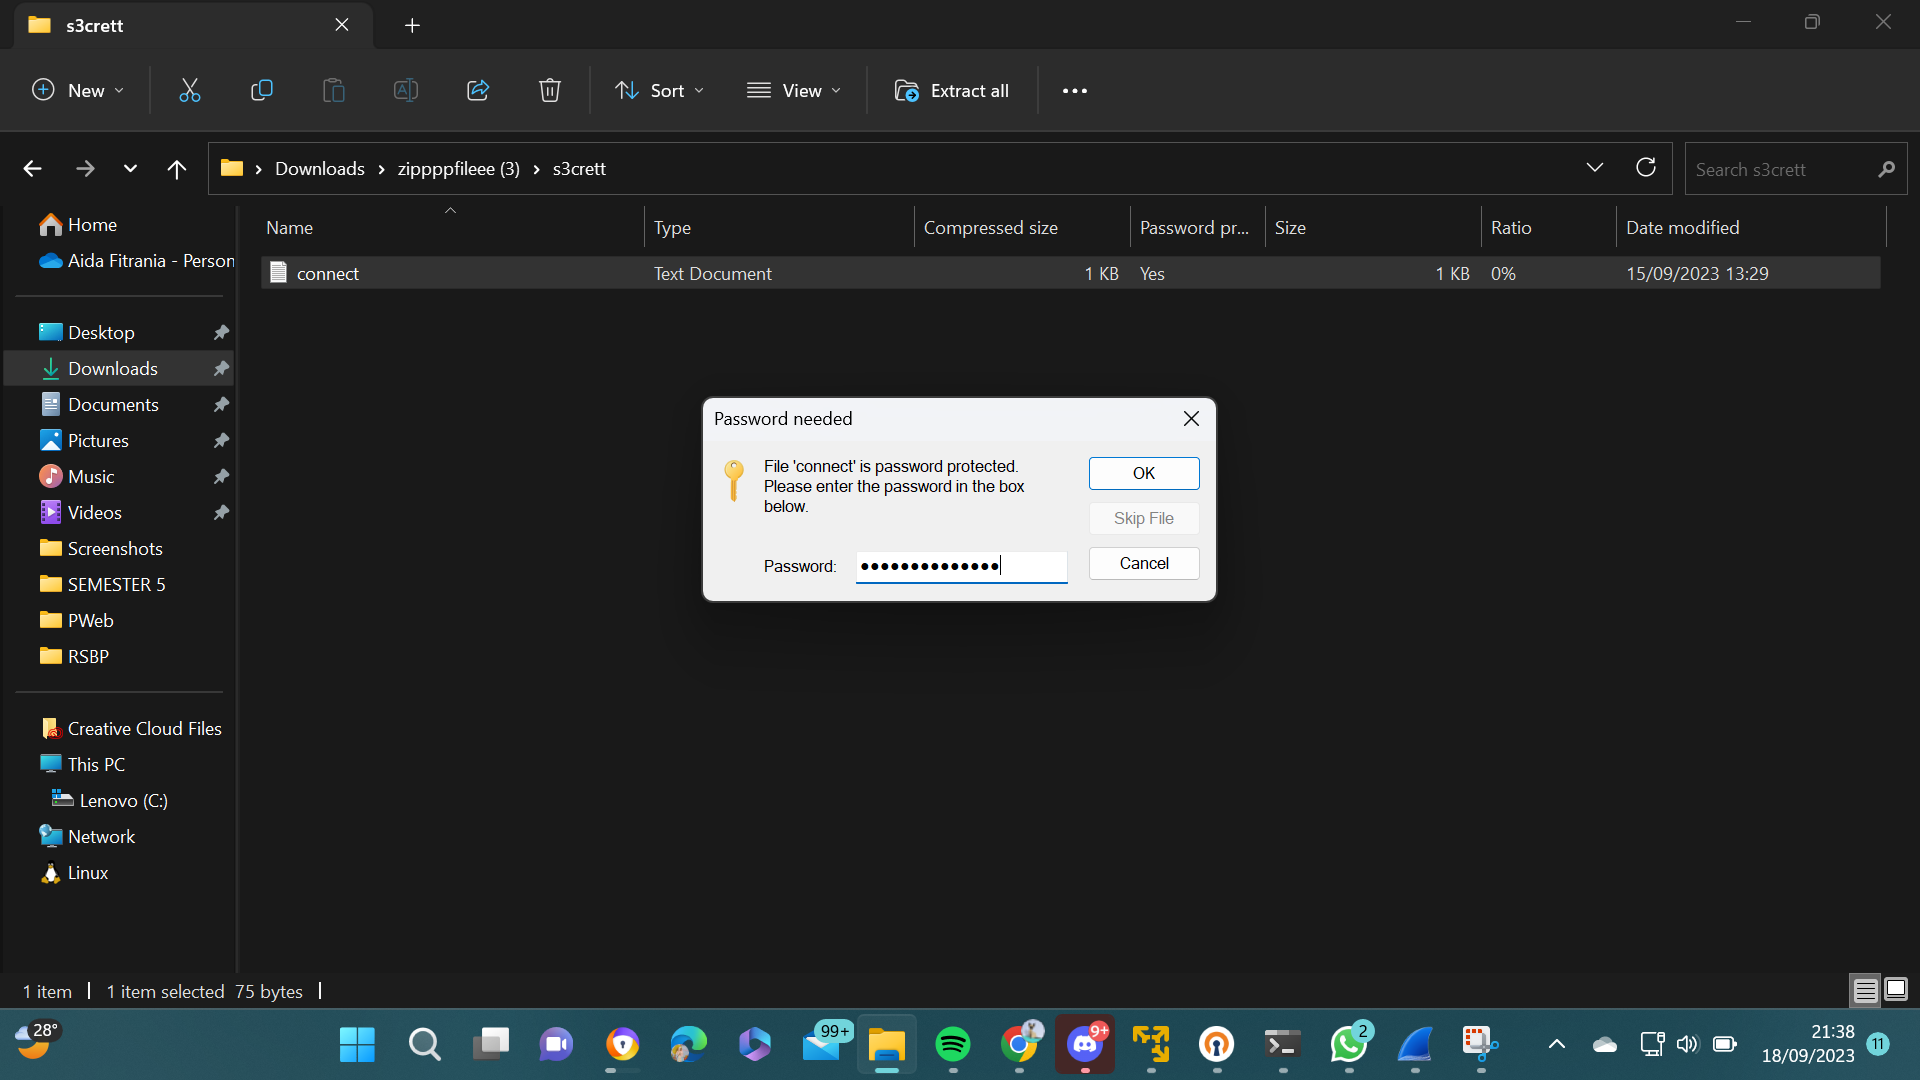 s3crett
New
Sort
View
Extract all
Downloads
zippppfileee (3)
s3crett
Search s3crett
Name
Type
Compressed size
Password pr...
Size
Ratio
Date modified
connect
Text Document
1 KB
Yes
1 KB
0%
15/09/2023 13:29
Home
Aida Fitrania - Person
Desktop
Downloads
Documents
Pictures
Music
Videos
Screenshots
SEMESTER 5
PWeb
RSBP
Creative Cloud Files
This PC
Lenovo (C:)
Network
Linux
Password needed
File 'connect' is password protected.
Please enter the password in the box
below.
Password:
OK
Skip File
Cancel
1 item
1 item selected 75 bytes
28°
99+
9+
2
21:38
18/09/2023
11